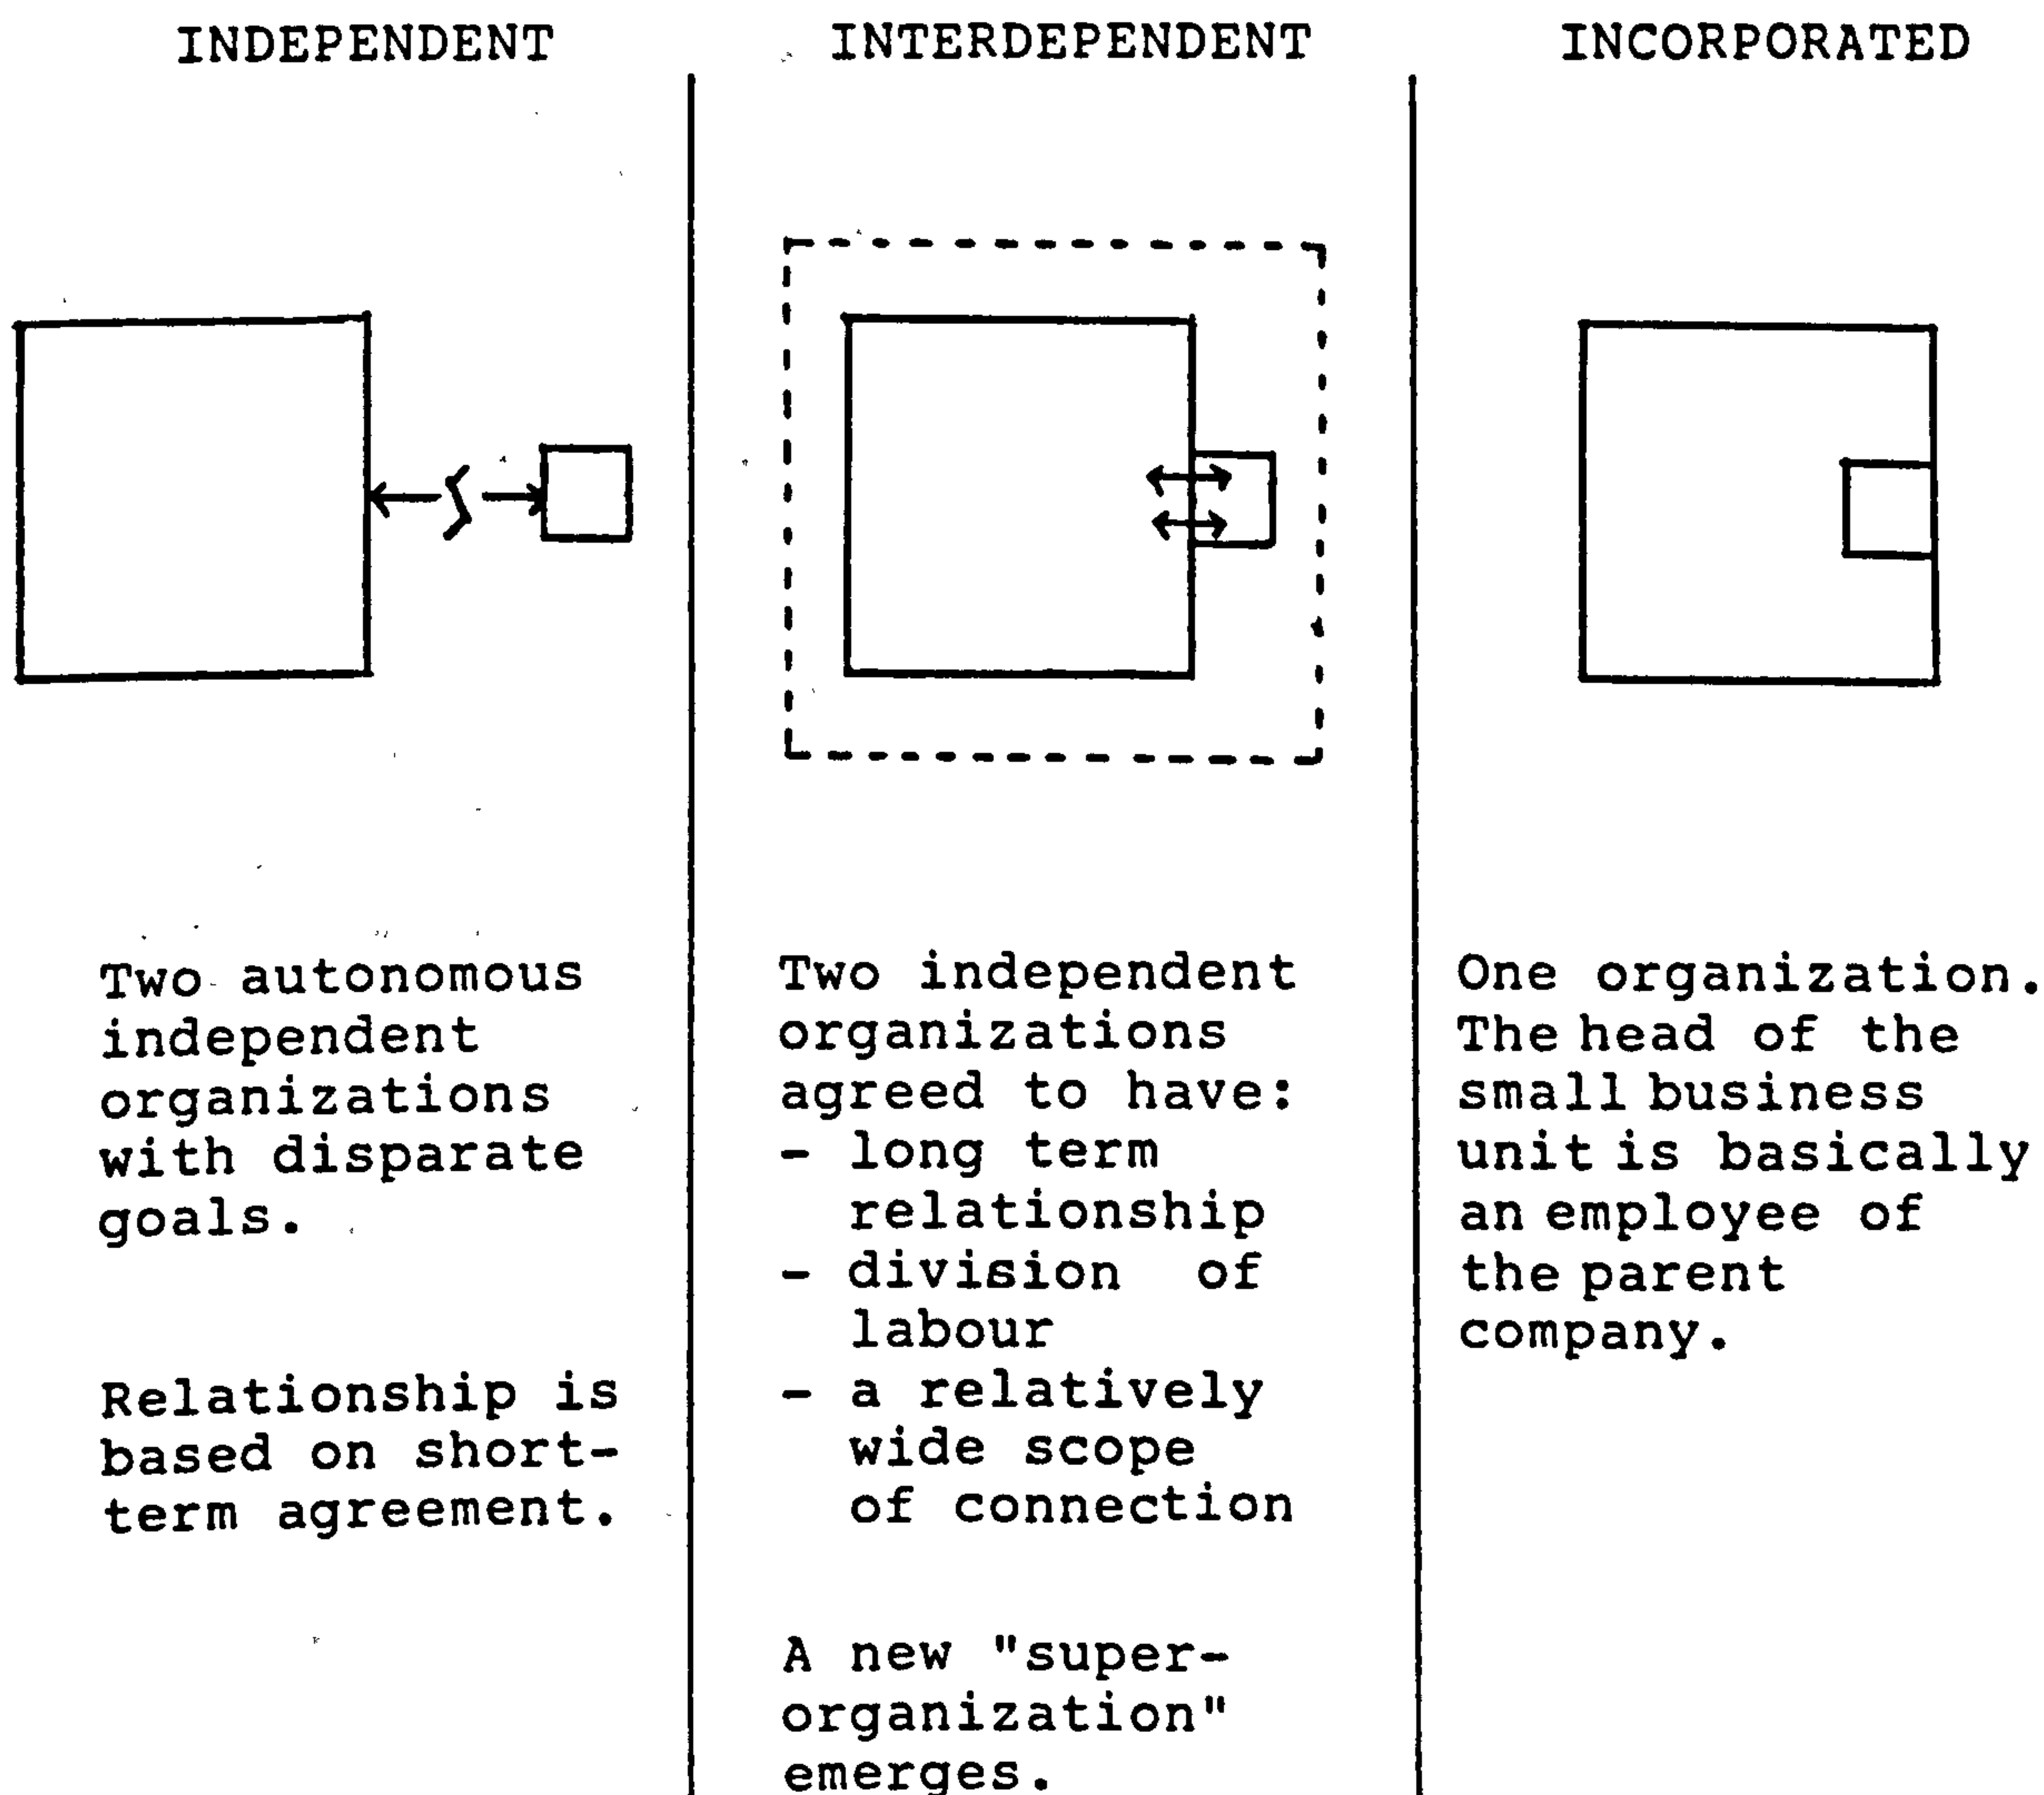 INDEPENDENT
Two autonomous
independent
organizations
with disparate
goals.
Relationship is
based on short-
term agreement.
INTERDEPENDENT
Two independent
organizations
agreed to have:
- long term
relationship
- division of
labour
- a relatively
wide scope
of connection
A new "super-
organization"
emerges.
INCORPORATED
One organization.
The head of the
small business
unit is basically
an employee of
the parent
company.